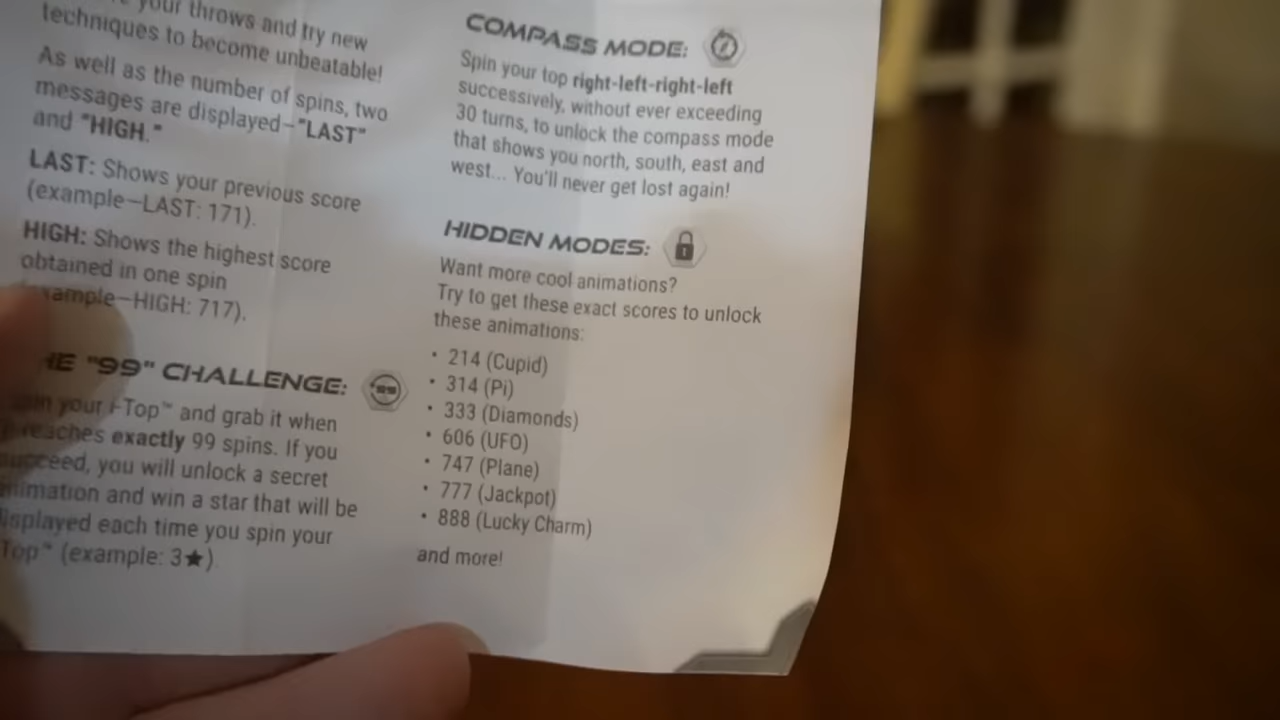 your throws and try new
techniques to become unbeatable!
As well as the number of spins, two
messages are displayed–"LAST"
and "HIGH."
LAST: Shows your previous score
(example–LAST: 171).
HIGH: Shows the highest score
obtained in one spin
example–HIGH: 717).
"99" CHALLENGE:
your i-Top™ and grab it when
reaches exactly 99 spins. If you
succeed, you will unlock a secret
animation and win a star that will be
displayed each time you spin your
Top™ (example: 3★)
COMPASS MODE:
Spin your top right-left-right-left
successively, without ever exceeding
30 turns, to unlock the compass mode
that shows you north, south, east and
west... You'll never get lost again!
HIDDEN MODES:
Want more cool animations?
Try to get these exact scores to unlock
these animations:
• 214 (Cupid)
• 314 (Pi)
• 333 (Diamonds)
• 606 (UFO)
• 747 (Plane)
• 777 (Jackpot)
• 888 (Lucky Charm)
and more!